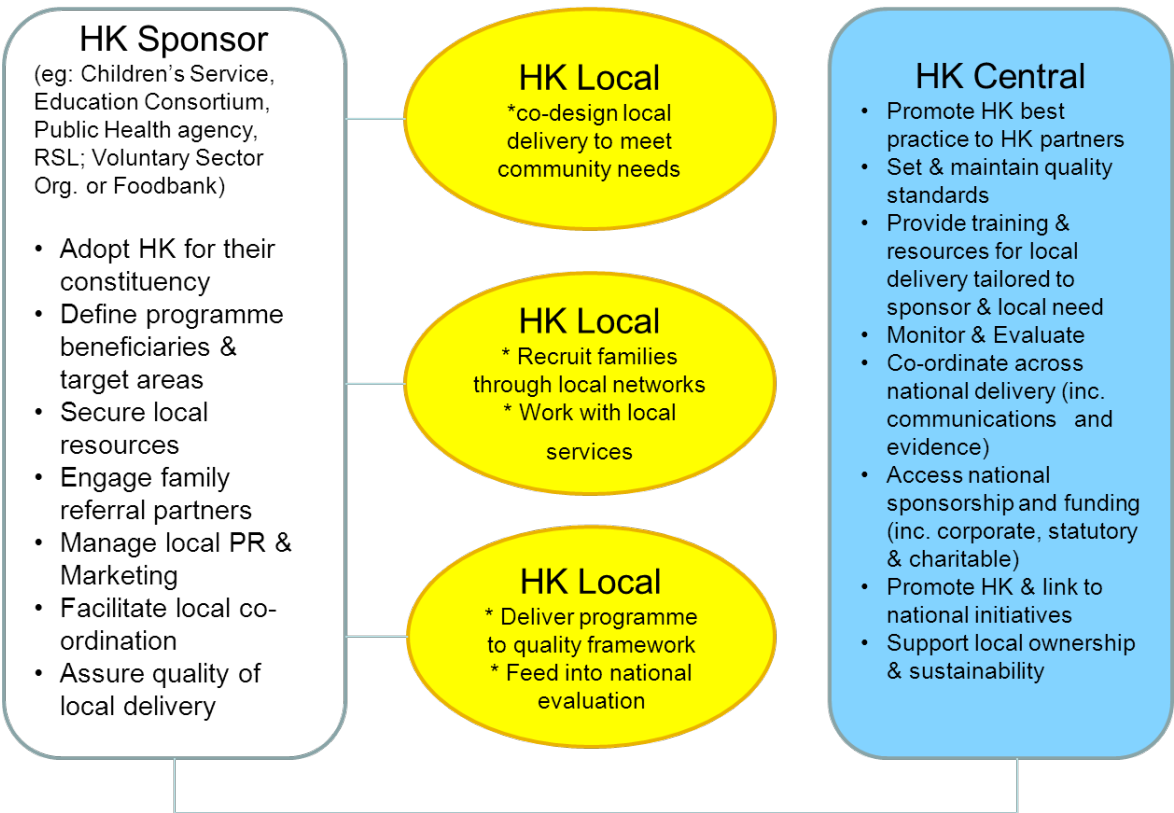 HK Sponsor
(eg: Children’s Service,
Education Consortium,
Public Health agency,
RSL; Voluntary Sector
Org. or Foodbank)
• Adopt HK for their
constituency
• Define programme
beneficiaries &
target areas
• Secure local
resources
• Engage family
referral partners
• Manage local PR &
Marketing
• Facilitate local co-
ordination
• Assure quality of
local delivery
HK Local
*co-design local
delivery to meet
community needs
HK Local
* Recruit families
through local networks
* Work with local
services
HK Local
* Deliver programme
to quality framework
* Feed into national
evaluation
HK Central
• Promote HK best
practice to HK partners
• Set & maintain quality
standards
• Provide training &
resources for local
delivery tailored to
sponsor & local need
• Monitor & Evaluate
• Co-ordinate across
national delivery (inc.
communications and
evidence)
• Access national
sponsorship and funding
(inc. corporate, statutory
& charitable)
• Promote HK & link to
national initiatives
• Support local ownership
& sustainability